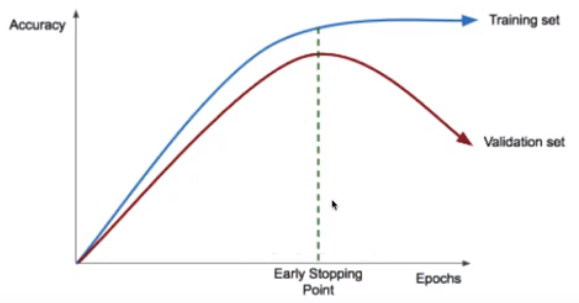 Accuracy
Training set
Validation set
Early Stopping
Point
Epochs